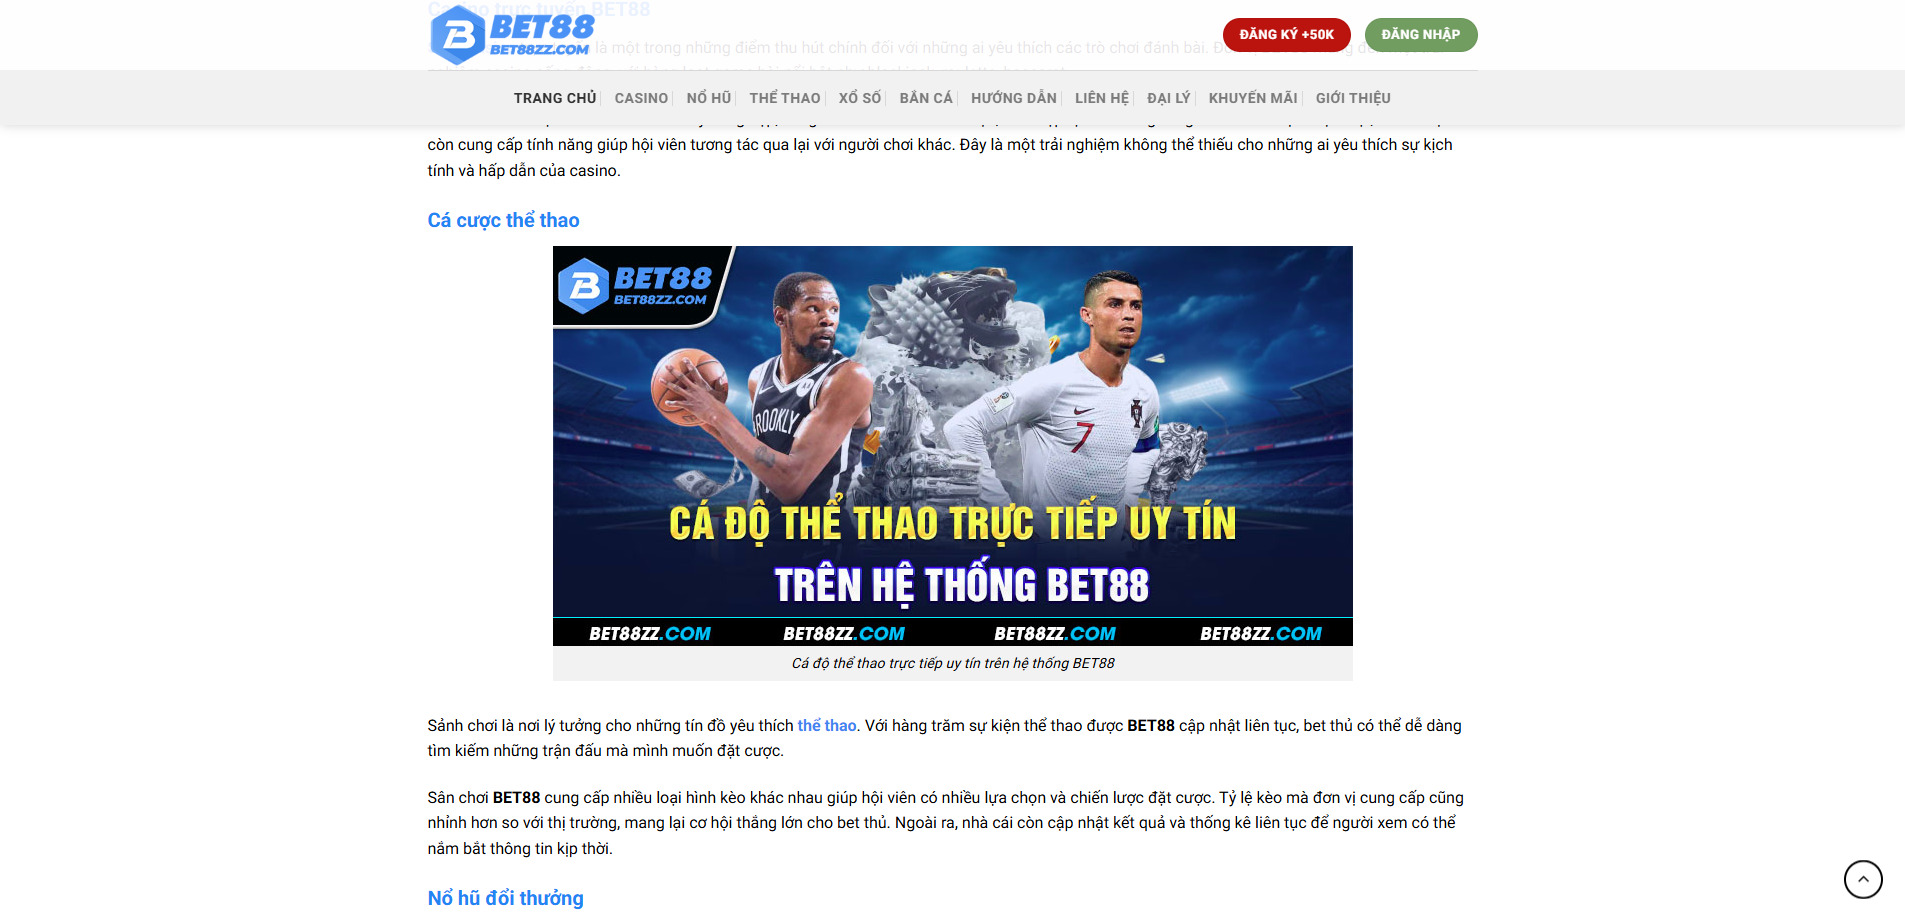 Casino trực tuyến BET88
BET88
BET88ZZ.COM
ĐĂNG KÝ +50K
ĐĂNG NHẬP
là một trong những điểm thu hút chính đối với những ai yêu thích các trò chơi đánh bài.
TRANG CHỦ
CASINO
NỔ HŨ
THỂ THAO
XỔ SỐ
BẮN CÁ
HƯỚNG DẪN
LIÊN HỆ
ĐẠI LÝ
KHUYẾN MÃI
GIỚI THIỆU
còn cung cấp tính năng giúp hội viên tương tác qua lại với người chơi khác. Đây là một trải nghiệm không thể thiếu cho những ai yêu thích sự kịch
tính và hấp dẫn của casino.
Cá cược thể thao
BET88
BET88ZZ.COM
BROOKLY
7
CÁ ĐỘ THỂ THAO TRỰC TIẾP UY TÍN
TRÊN HỆ THỐNG BET88
BET88ZZ.COM BET88ZZ.COM BET88ZZ.COM BET88ZZ.COM
Cá độ thể thao trực tiếp uy tín trên hệ thống BET88
Sảnh chơi là nơi lý tưởng cho những tín đồ yêu thích thể thao. Với hàng trăm sự kiện thể thao được BET88 cập nhật liên tục, bet thủ có thể dễ dàng
tìm kiếm những trận đấu mà mình muốn đặt cược.
Sân chơi BET88 cung cấp nhiều loại hình kèo khác nhau giúp hội viên có nhiều lựa chọn và chiến lược đặt cược. Tỷ lệ kèo mà đơn vị cung cấp cũng
nhỉnh hơn so với thị trường, mang lại cơ hội thắng lớn cho bet thủ. Ngoài ra, nhà cái còn cập nhật kết quả và thống kê liên tục để người xem có thể
nắm bắt thông tin kịp thời.
Nổ hũ đổi thưởng